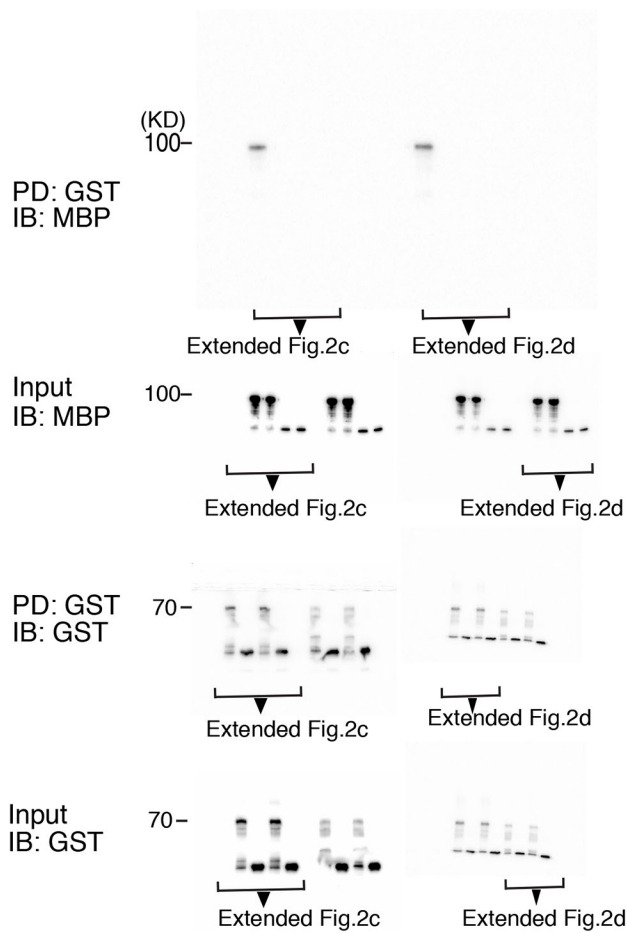 (KD)
100–
PD: GST
IB: MBP
Extended Fig.2c
Extended Fig.2d
Input
IB: MBP
100–
Extended Fig.2c
Extended Fig.2d
PD: GST
IB: GST
70–
Extended Fig.2c
Extended Fig.2d
Input
IB: GST
70–
Extended Fig.2c
Extended Fig.2d